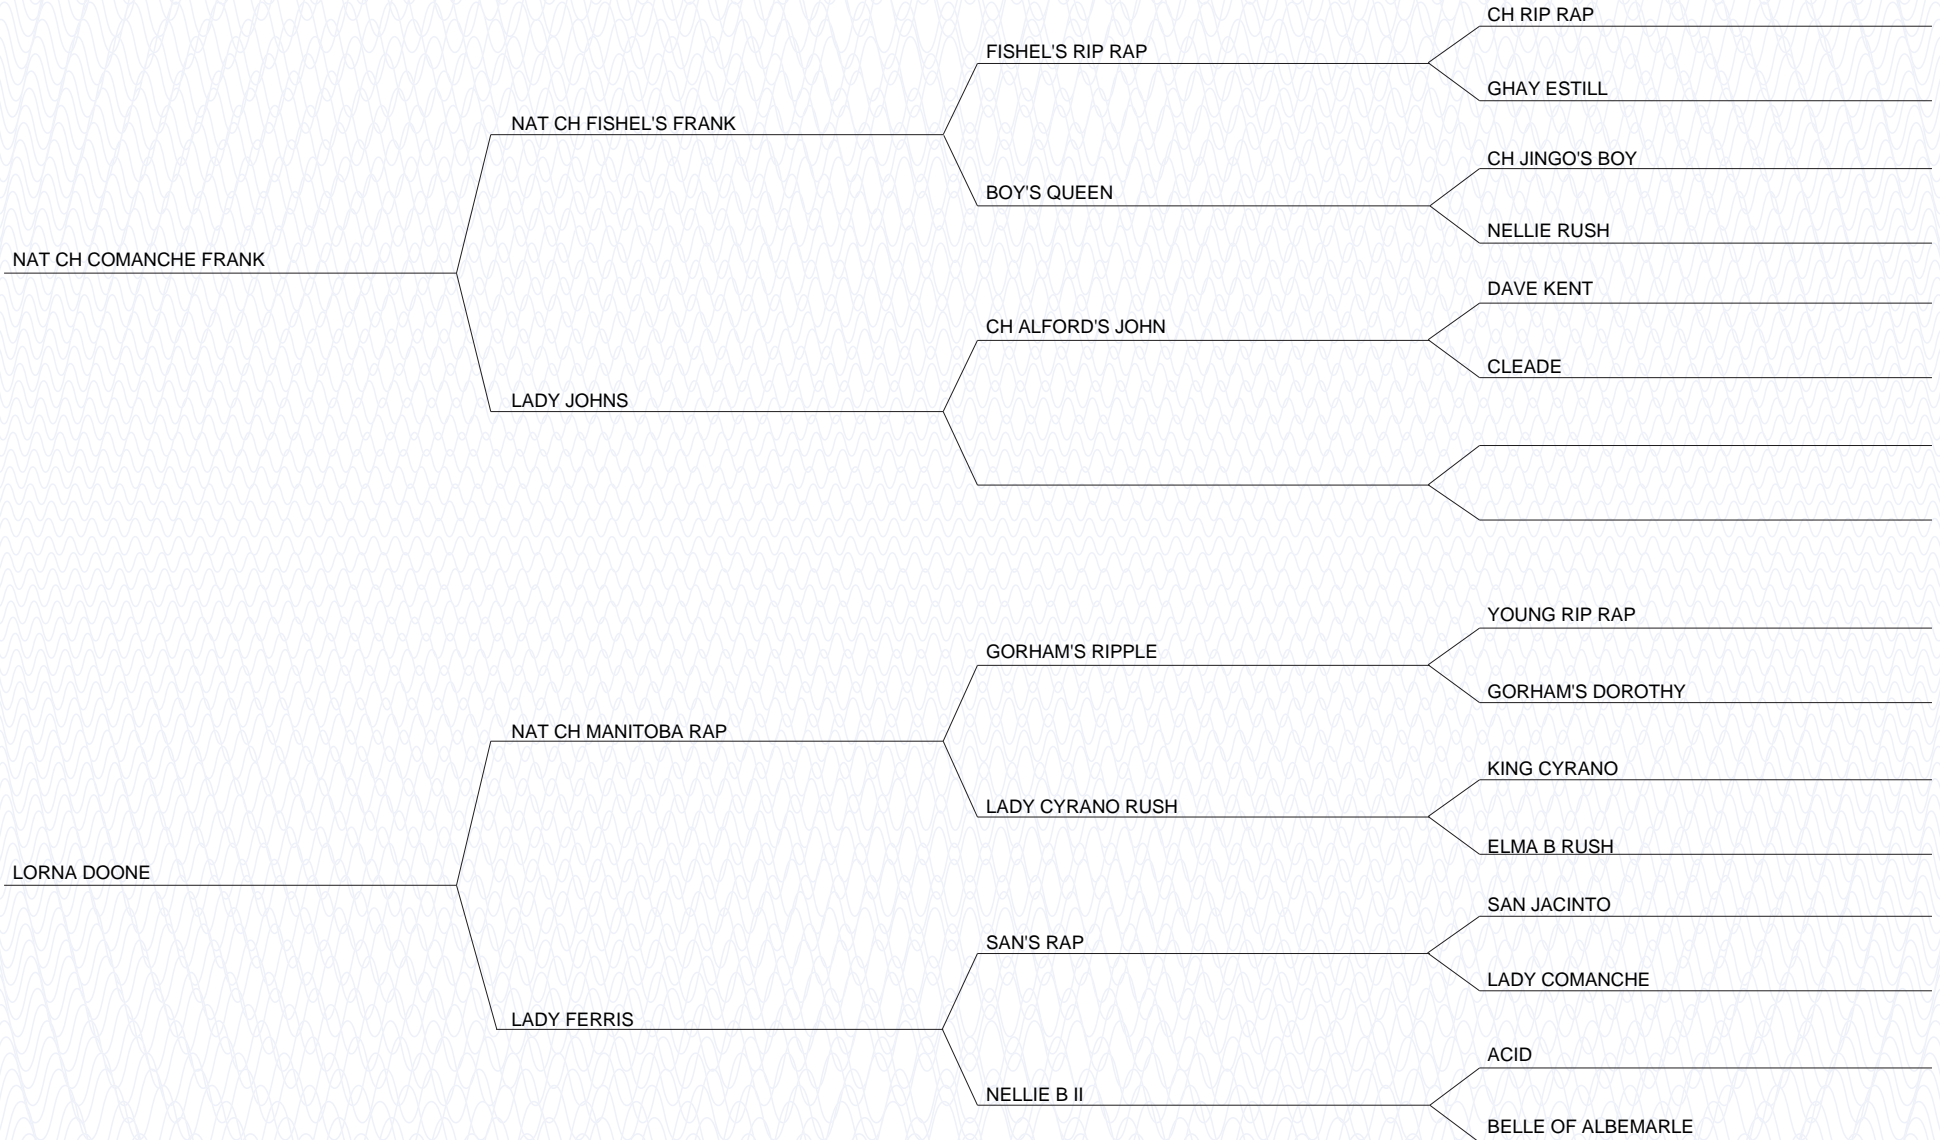 CH RIP RAP
FISHEL'S RIP RAP
GHAY ESTILL
NAT CH FISHEL'S FRANK
CH JINGO'S BOY
BOY'S QUEEN
NELLIE RUSH
NAT CH COMANCHE FRANK
DAVE KENT
CH ALFORD'S JOHN
CLEADE
LADY JOHNS
YOUNG RIP RAP
GORHAM'S RIPPLE
GORHAM'S DOROTHY
NAT CH MANITOBA RAP
KING CYRANO
LADY CYRANO RUSH
ELMA B RUSH
LORNA DOONE
SAN JACINTO
SAN'S RAP
LADY COMANCHE
LADY FERRIS
ACID
NELLIE B II
BELLE OF ALBEMARLE